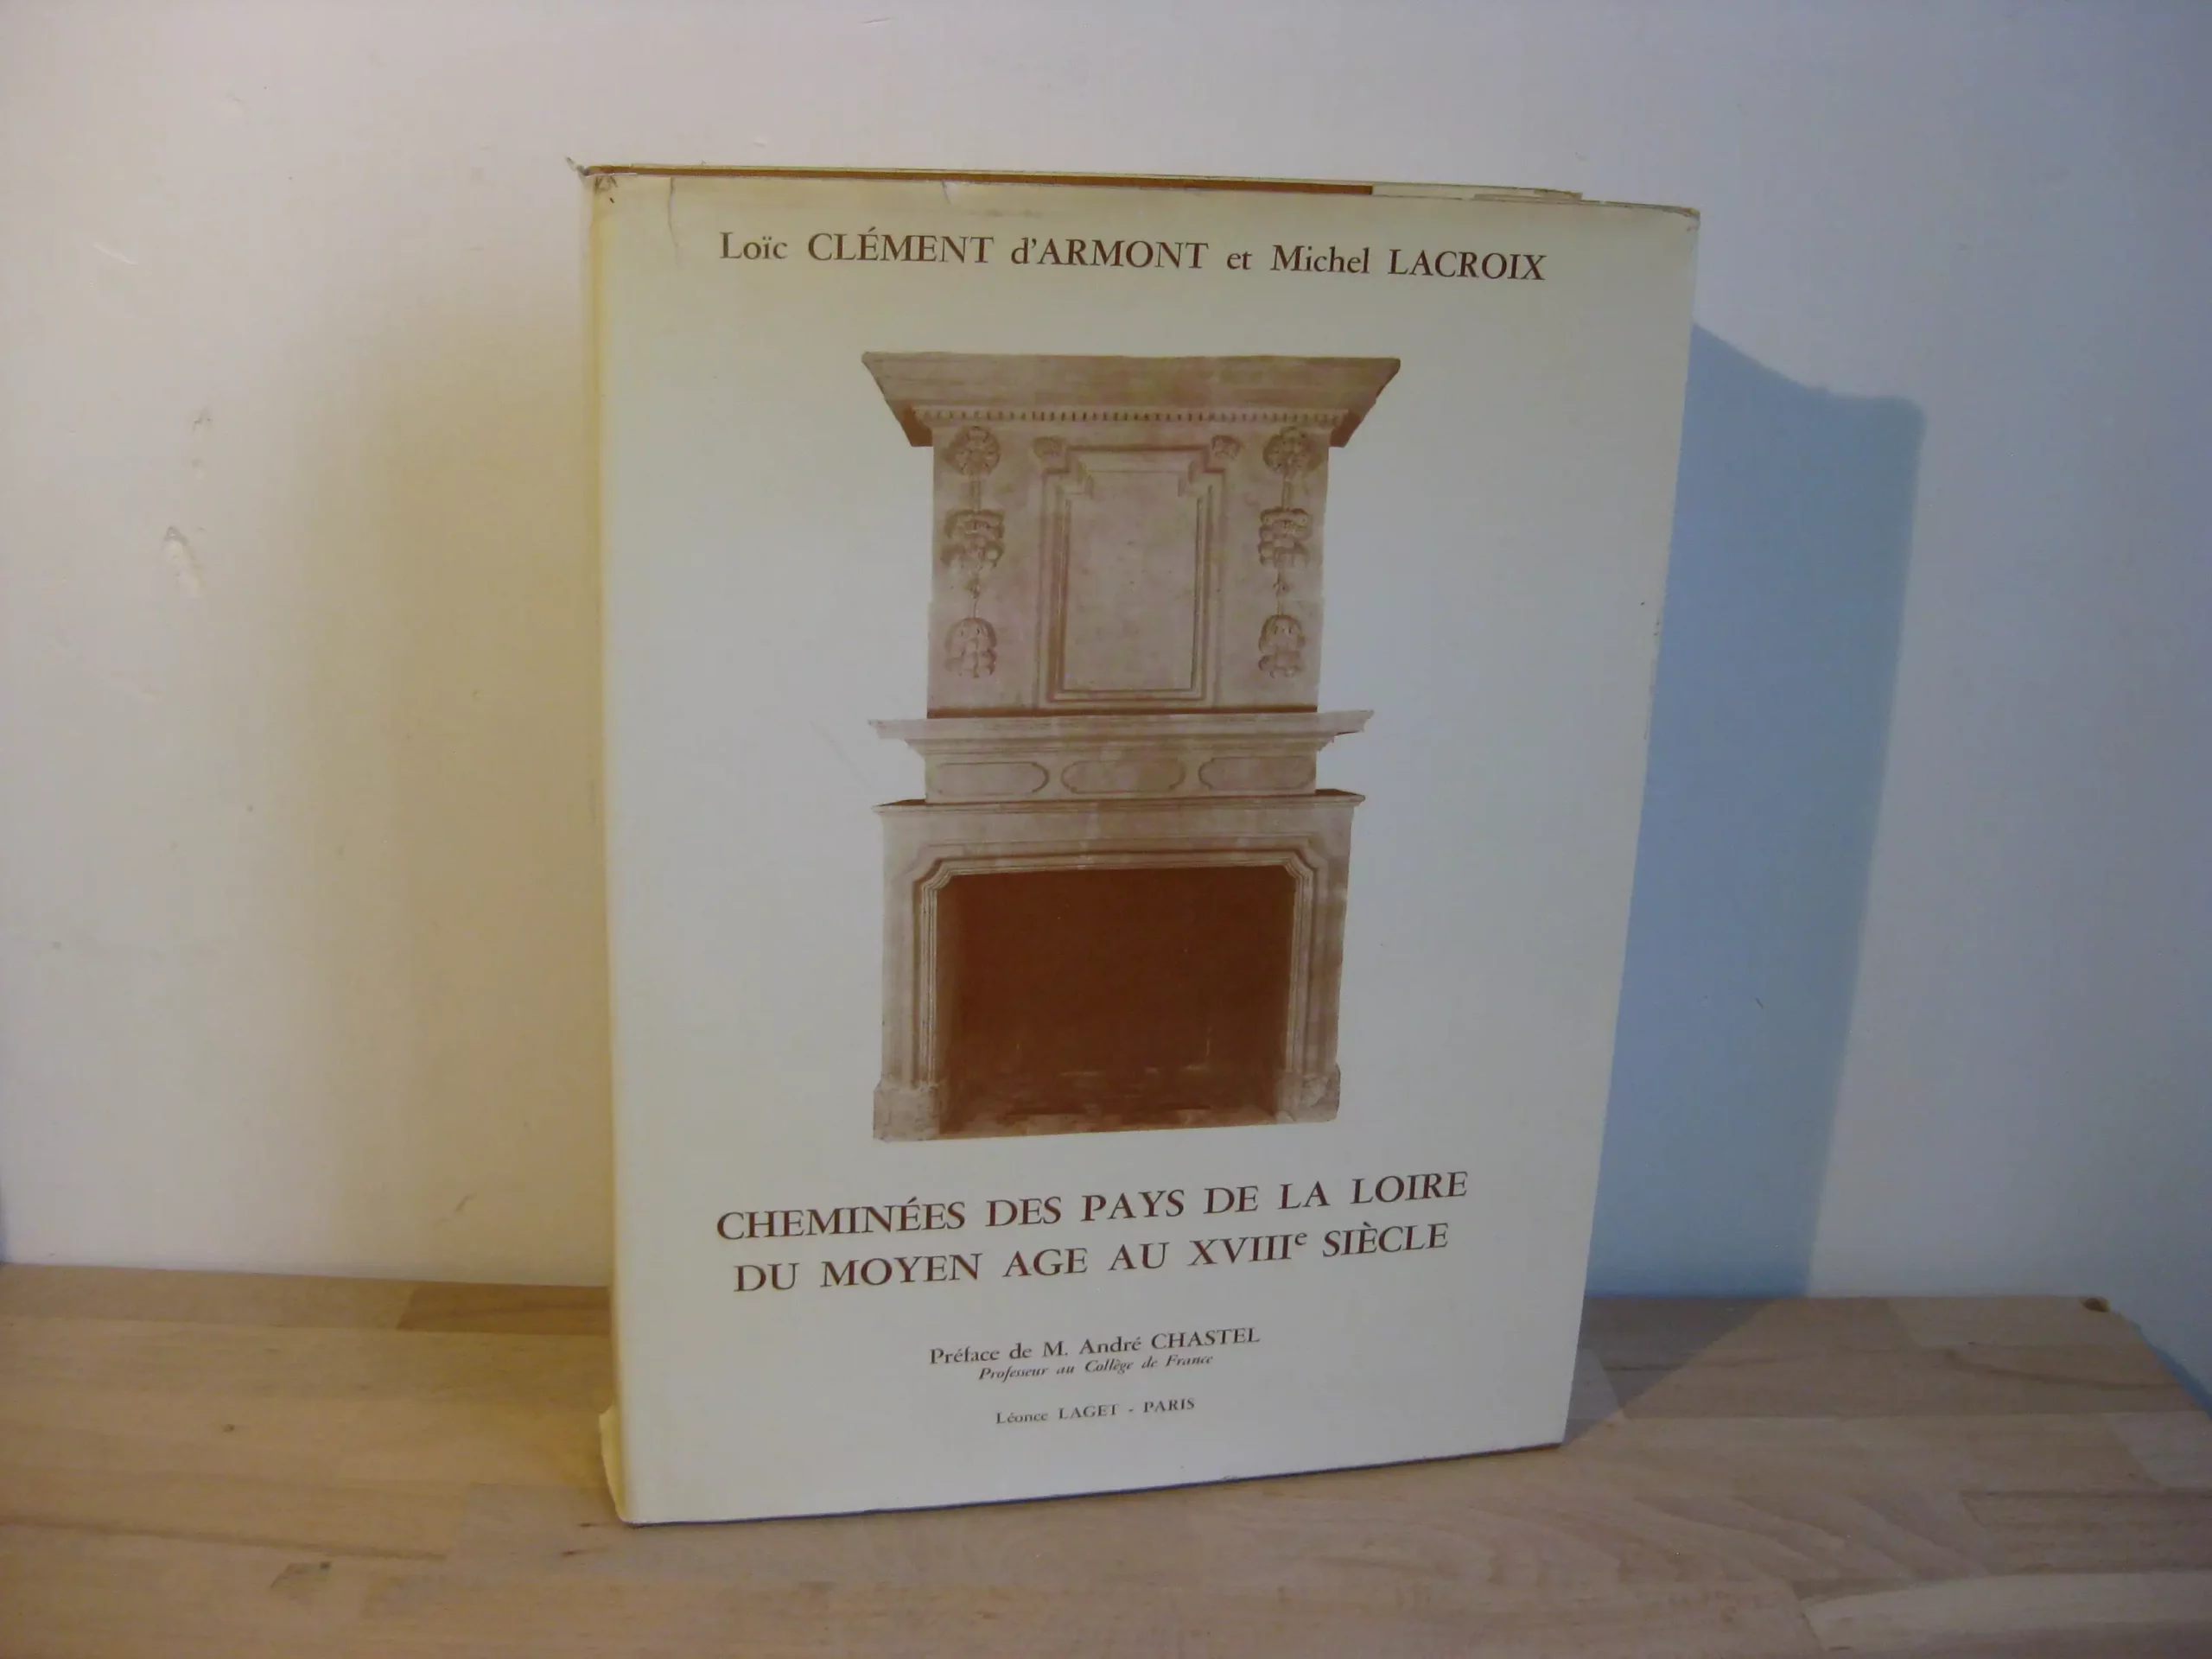 Loïc CLÉMENT d'ARMONT et Michel LACROIX
CHEMINÉES DES PAYS DE LA LOIRE
DU MOYEN AGE AU XVIIIe SIÈCLE
Préface de M. André CHASTEL
Professeur au Collège de France
Léonce LAGET - PARIS